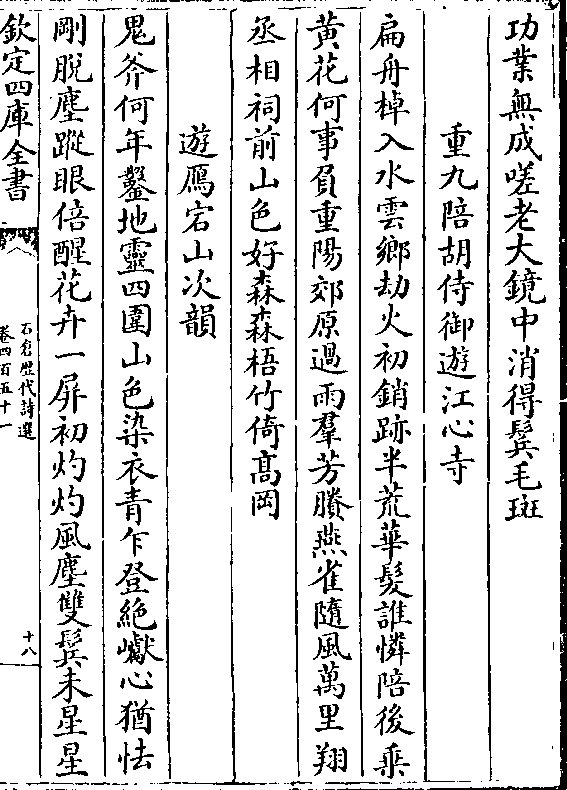 功業無成嗟老大鏡中消得鬂毛斑
重九陪胡侍御遊江心寺
扁舟棹入水雲鄉劫火初銷跡半荒華髮誰憐陪後乗
黄花何事負重陽郊原過雨羣芳賸燕雀隨風萬里翔
丞相祠前山色好森森梧竹倚髙岡
遊鴈宕山次韻
鬼斧何年鑿地靈四圍山色染衣青乍登絶巘心猶怯
剛脫塵蹤眼倍醒花卉一屏初灼灼風塵雙鬂未星星
欽定四庫全書
石倉歴代詩選
卷四百五十一
十八